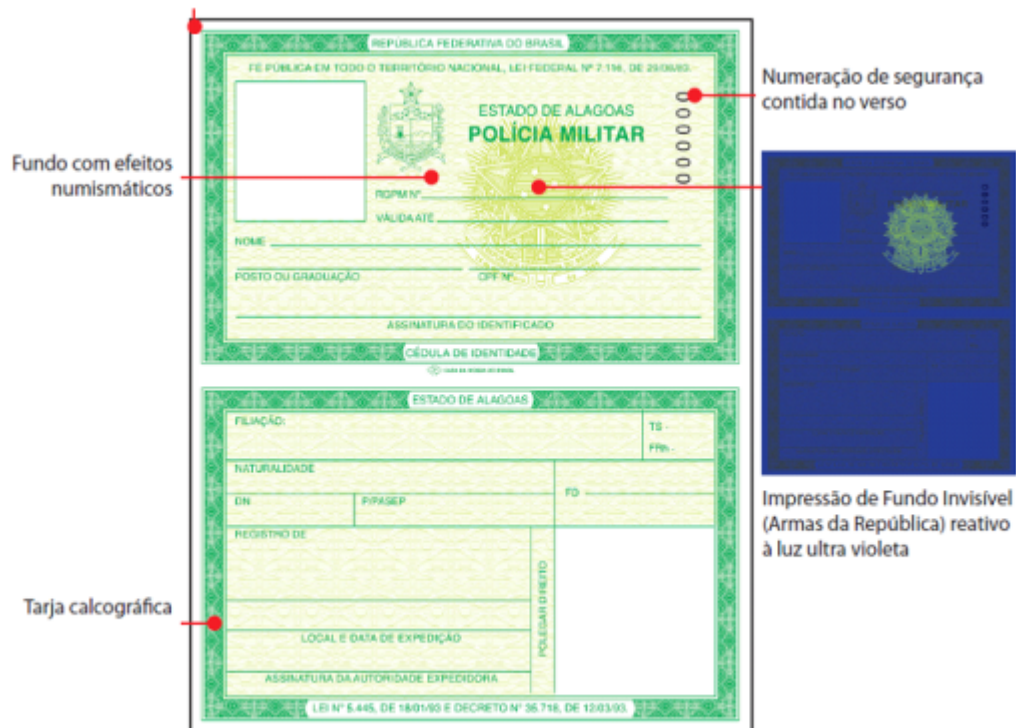 REPÚBLICA FEDERATIVA DO BRASIL
FÉ PÚBLICA EM TODO O TERRITÓRIO NACIONAL, LEI FEDERAL Nº 7.116, DE 29/08/83.
ESTADO DE ALAGOAS
POLÍCIA MILITAR
000000
RGPM Nº
VÁLIDA ATÉ
NOME
POSTO OU GRADUAÇÃO
CPF Nº
ASSINATURA DO IDENTIFICADO
CÉDULA DE IDENTIDADE
Numeração de segurança
contida no verso
Fundo com efeitos
numismáticos
Impressão de Fundo Invisível
(Armas da República) reativo
à luz ultra violeta
ESTADO DE ALAGOAS
FILIAÇÃO:
TS -
FRh -
NATURALIDADE
DN
P/PASEP
FD
REGISTRO DE
POLEGAR DIREITO
LOCAL E DATA DE EXPEDIÇÃO
ASSINATURA DA AUTORIDADE EXPEDIDORA
LEI Nº 5.445, DE 18/01/93 E DECRETO Nº 35.718, DE 12/03/93.
Tarja calcográfica